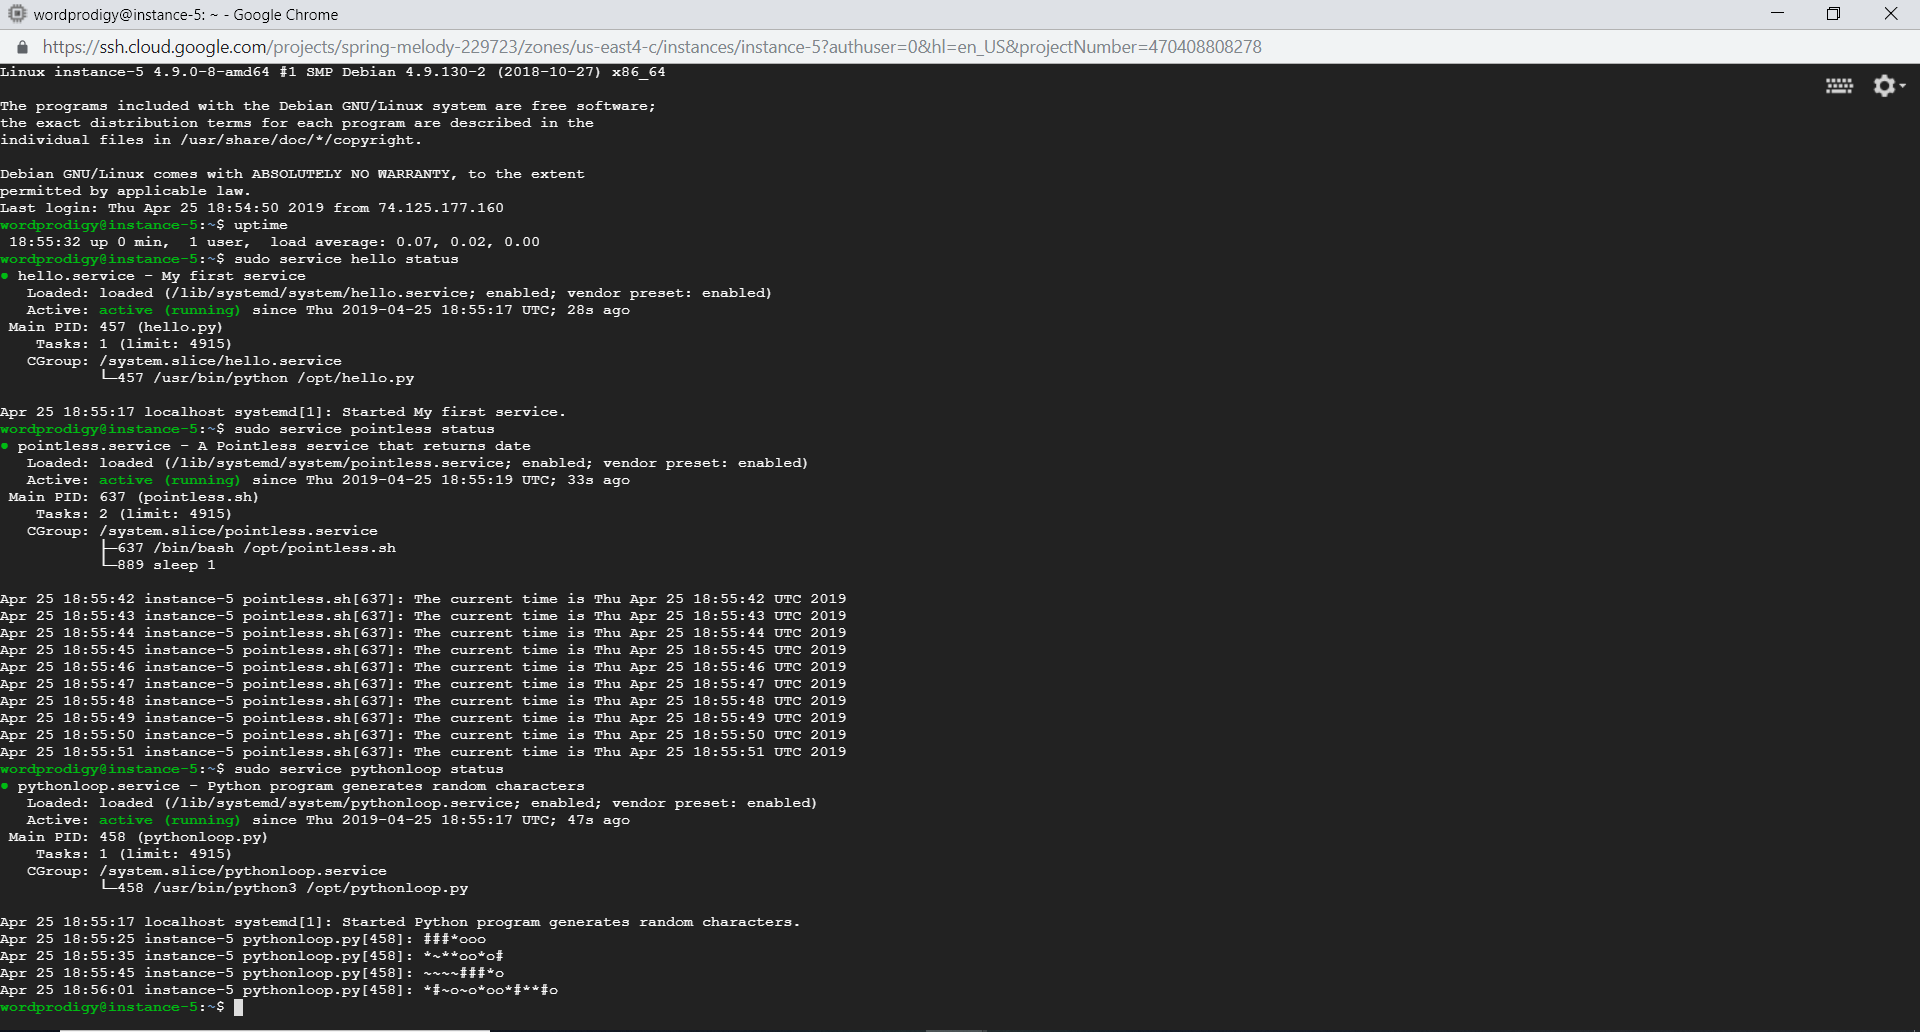 wordprodigy@instance-5: ~ - Google Chrome
https://ssh.cloud.google.com/projects/spring-melody-229723/zones/us-east4-c/instances/instance-5?authuser=0&hl=en_US&projectNumber=470408808278
Linux instance-5 4.9.0-8-amd64 #1 SMP Debian 4.9.130-2 (2018-10-27) x86_64
The programs included with the Debian GNU/Linux system are free software;
the exact distribution terms for each program are described in the
individual files in /usr/share/doc/*/copyright.
Debian GNU/Linux comes with ABSOLUTELY NO WARRANTY, to the extent
permitted by applicable law.
Last login: Thu Apr 25 18:54:50 2019 from 74.125.177.160
wordprodigy@instance-5:~$ uptime
 18:55:32 up 0 min,  1 user,  load average: 0.07, 0.02, 0.00
wordprodigy@instance-5:~$ sudo service hello status
● hello.service - My first service
   Loaded: loaded (/lib/systemd/system/hello.service; enabled; vendor preset: enabled)
   Active: active (running) since Thu 2019-04-25 18:55:17 UTC; 28s ago
 Main PID: 457 (hello.py)
    Tasks: 1 (limit: 4915)
   CGroup: /system.slice/hello.service
           └─457 /usr/bin/python /opt/hello.py
Apr 25 18:55:17 localhost systemd[1]: Started My first service.
wordprodigy@instance-5:~$ sudo service pointless status
● pointless.service - A Pointless service that returns date
   Loaded: loaded (/lib/systemd/system/pointless.service; enabled; vendor preset: enabled)
   Active: active (running) since Thu 2019-04-25 18:55:19 UTC; 33s ago
 Main PID: 637 (pointless.sh)
    Tasks: 2 (limit: 4915)
   CGroup: /system.slice/pointless.service
           ├─637 /bin/bash /opt/pointless.sh
           └─889 sleep 1
Apr 25 18:55:42 instance-5 pointless.sh[637]: The current time is Thu Apr 25 18:55:42 UTC 2019
Apr 25 18:55:43 instance-5 pointless.sh[637]: The current time is Thu Apr 25 18:55:43 UTC 2019
Apr 25 18:55:44 instance-5 pointless.sh[637]: The current time is Thu Apr 25 18:55:44 UTC 2019
Apr 25 18:55:45 instance-5 pointless.sh[637]: The current time is Thu Apr 25 18:55:45 UTC 2019
Apr 25 18:55:46 instance-5 pointless.sh[637]: The current time is Thu Apr 25 18:55:46 UTC 2019
Apr 25 18:55:47 instance-5 pointless.sh[637]: The current time is Thu Apr 25 18:55:47 UTC 2019
Apr 25 18:55:48 instance-5 pointless.sh[637]: The current time is Thu Apr 25 18:55:48 UTC 2019
Apr 25 18:55:49 instance-5 pointless.sh[637]: The current time is Thu Apr 25 18:55:49 UTC 2019
Apr 25 18:55:50 instance-5 pointless.sh[637]: The current time is Thu Apr 25 18:55:50 UTC 2019
Apr 25 18:55:51 instance-5 pointless.sh[637]: The current time is Thu Apr 25 18:55:51 UTC 2019
wordprodigy@instance-5:~$ sudo service pythonloop status
● pythonloop.service - Python program generates random characters
   Loaded: loaded (/lib/systemd/system/pythonloop.service; enabled; vendor preset: enabled)
   Active: active (running) since Thu 2019-04-25 18:55:17 UTC; 47s ago
 Main PID: 458 (pythonloop.py)
    Tasks: 1 (limit: 4915)
   CGroup: /system.slice/pythonloop.service
           └─458 /usr/bin/python3 /opt/pythonloop.py
Apr 25 18:55:17 localhost systemd[1]: Started Python program generates random characters.
Apr 25 18:55:25 instance-5 pythonloop.py[458]: ###*ooo
Apr 25 18:55:35 instance-5 pythonloop.py[458]: *~**oo*o#
Apr 25 18:55:45 instance-5 pythonloop.py[458]: ~~~~###*o
Apr 25 18:56:01 instance-5 pythonloop.py[458]: *#~o~o*oo*#**#o
wordprodigy@instance-5:~$